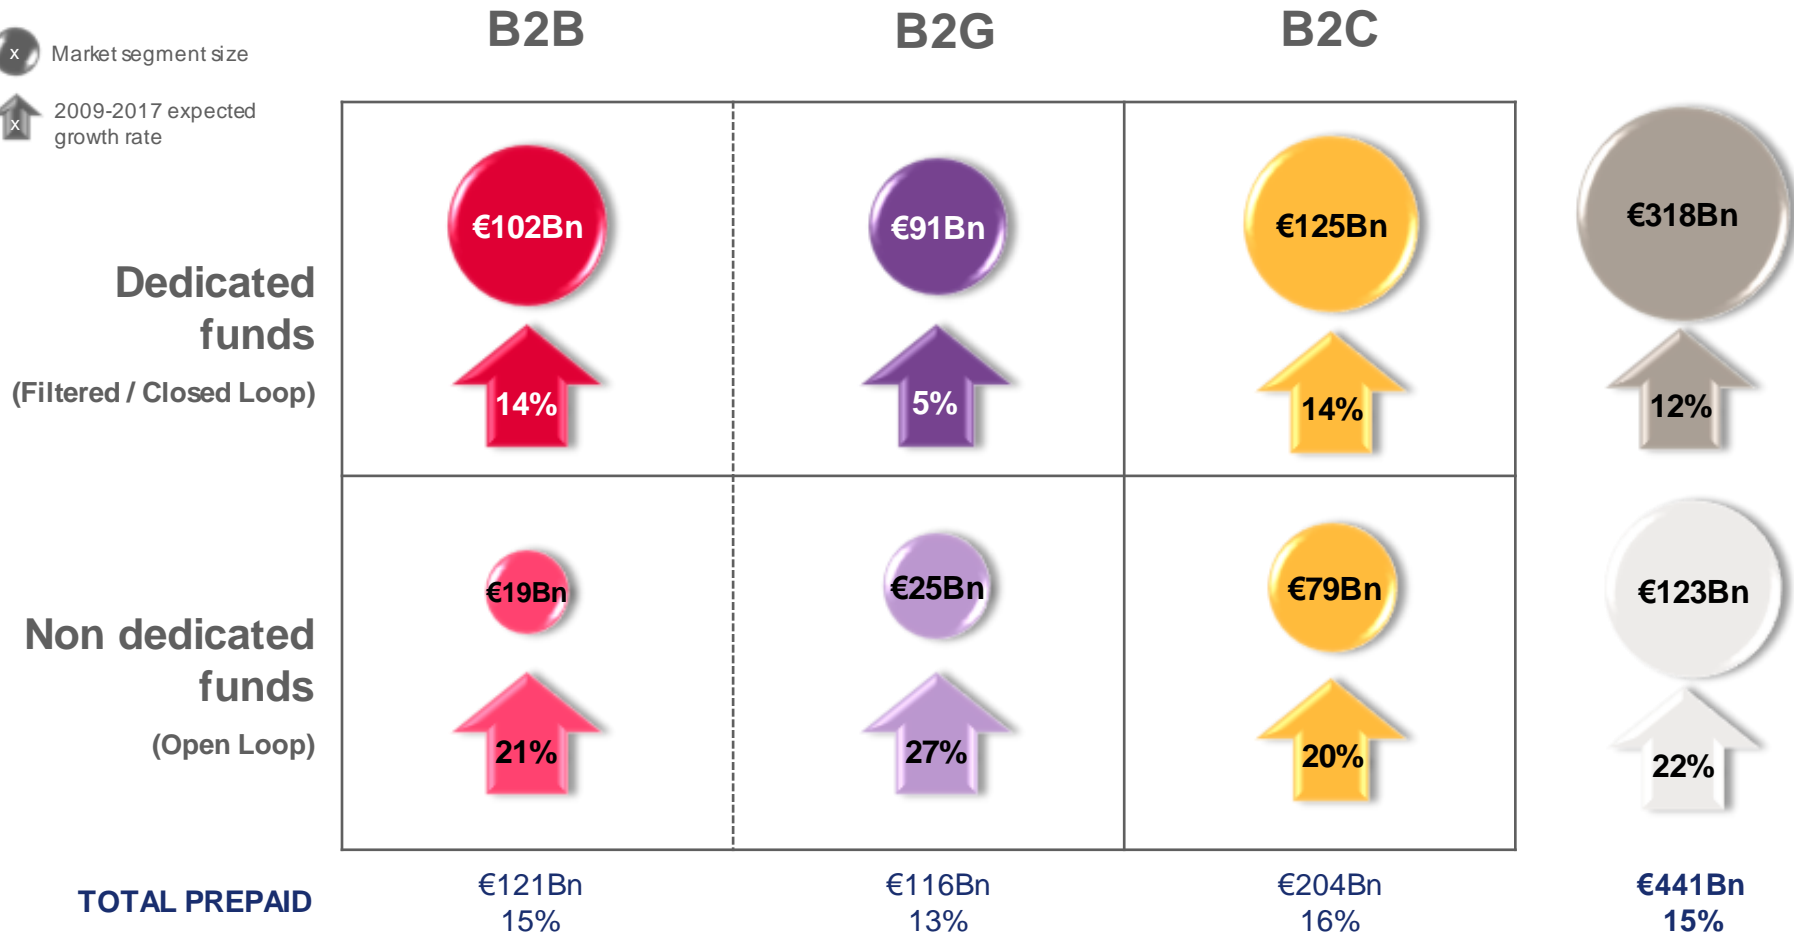 B2B
B2G
B2C
x
Market segment size
x
2009-2017 expected
growth rate
Dedicated
funds
(Filtered / Closed Loop)
€102Bn
€91Bn
€125Bn
€318Bn
14%
5%
14%
12%
Non dedicated
funds
(Open Loop)
€19Bn
€25Bn
€79Bn
€123Bn
21%
27%
20%
22%
TOTAL PREPAID
€121Bn
€116Bn
€204Bn
€441Bn
15%
13%
16%
15%